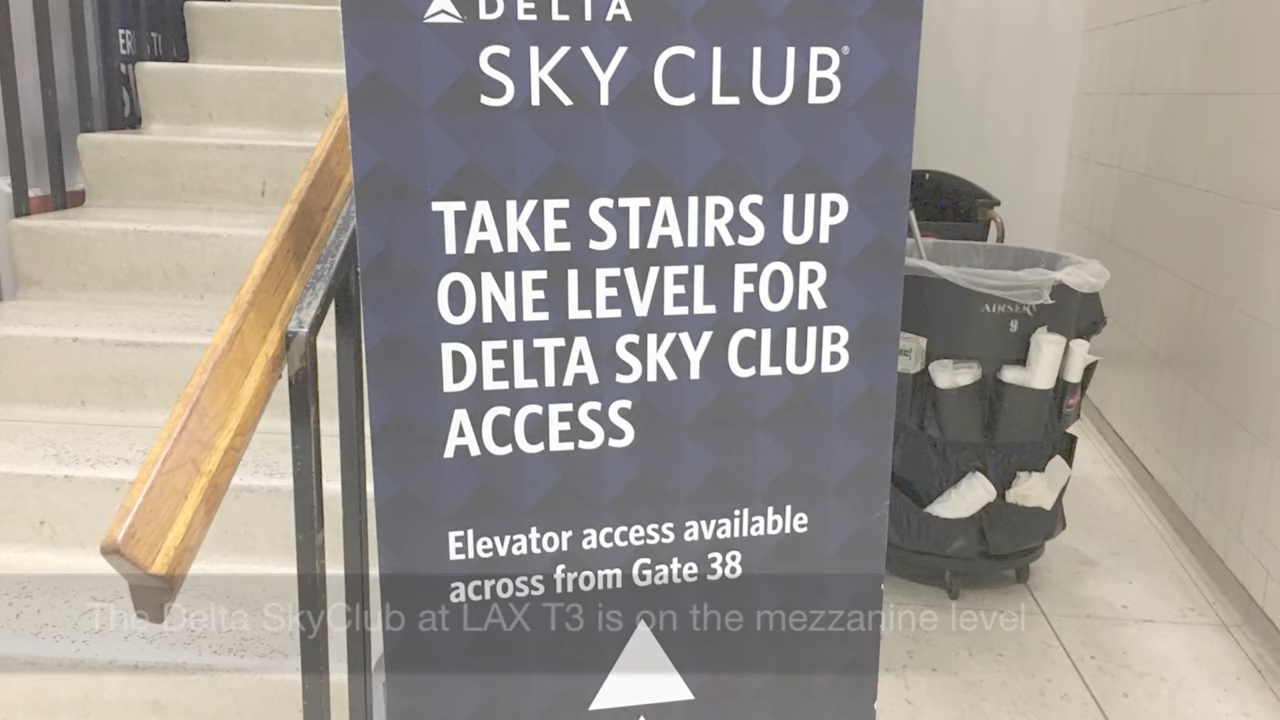 DELTA
SKY CLUB®
TAKE STAIRS UP
ONE LEVEL FOR
DELTA SKY CLUB
ACCESS
Elevator access available
across from Gate 38
The Delta SkyClub at LAX T3 is on the mezzanine level
9